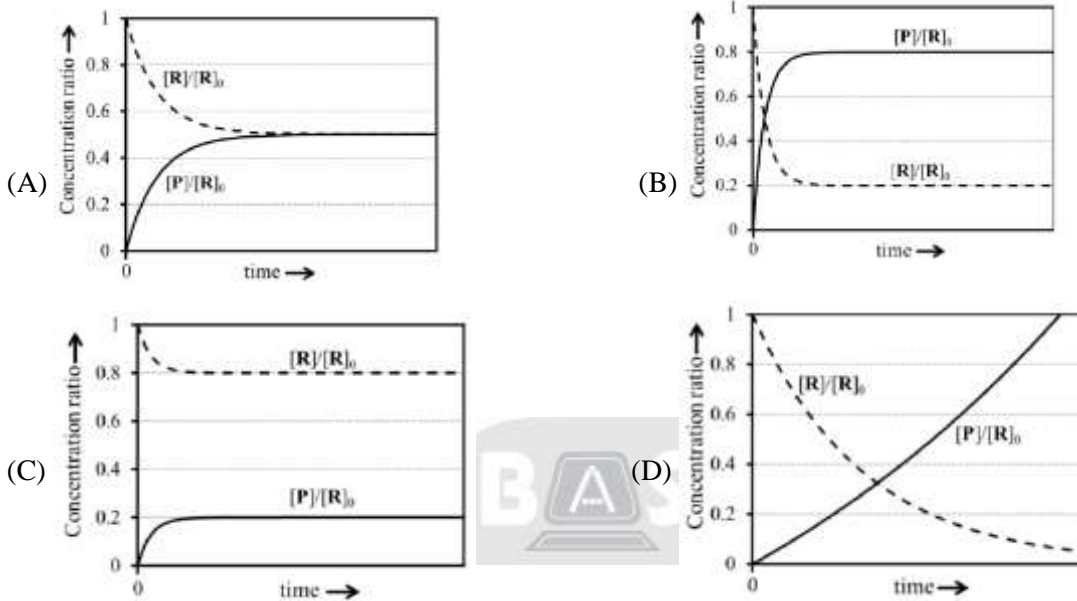 (A)
Concentration ratio
1
0.8
0.6
0.4
0.2
0
[R]/[R]₀
[P]/[R]₀
0
time
(B)
Concentration ratio
1
0.8
0.6
0.4
0.2
0
[P]/[R]₀
[R]/[R]₀
0
time
(C)
Concentration ratio
1
0.8
0.6
0.4
0.2
0
[R]/[R]₀
[P]/[R]₀
0
time
BAS
(D)
Concentration ratio
1
0.8
0.6
0.4
0.2
0
[R]/[R]₀
[P]/[R]₀
0
time